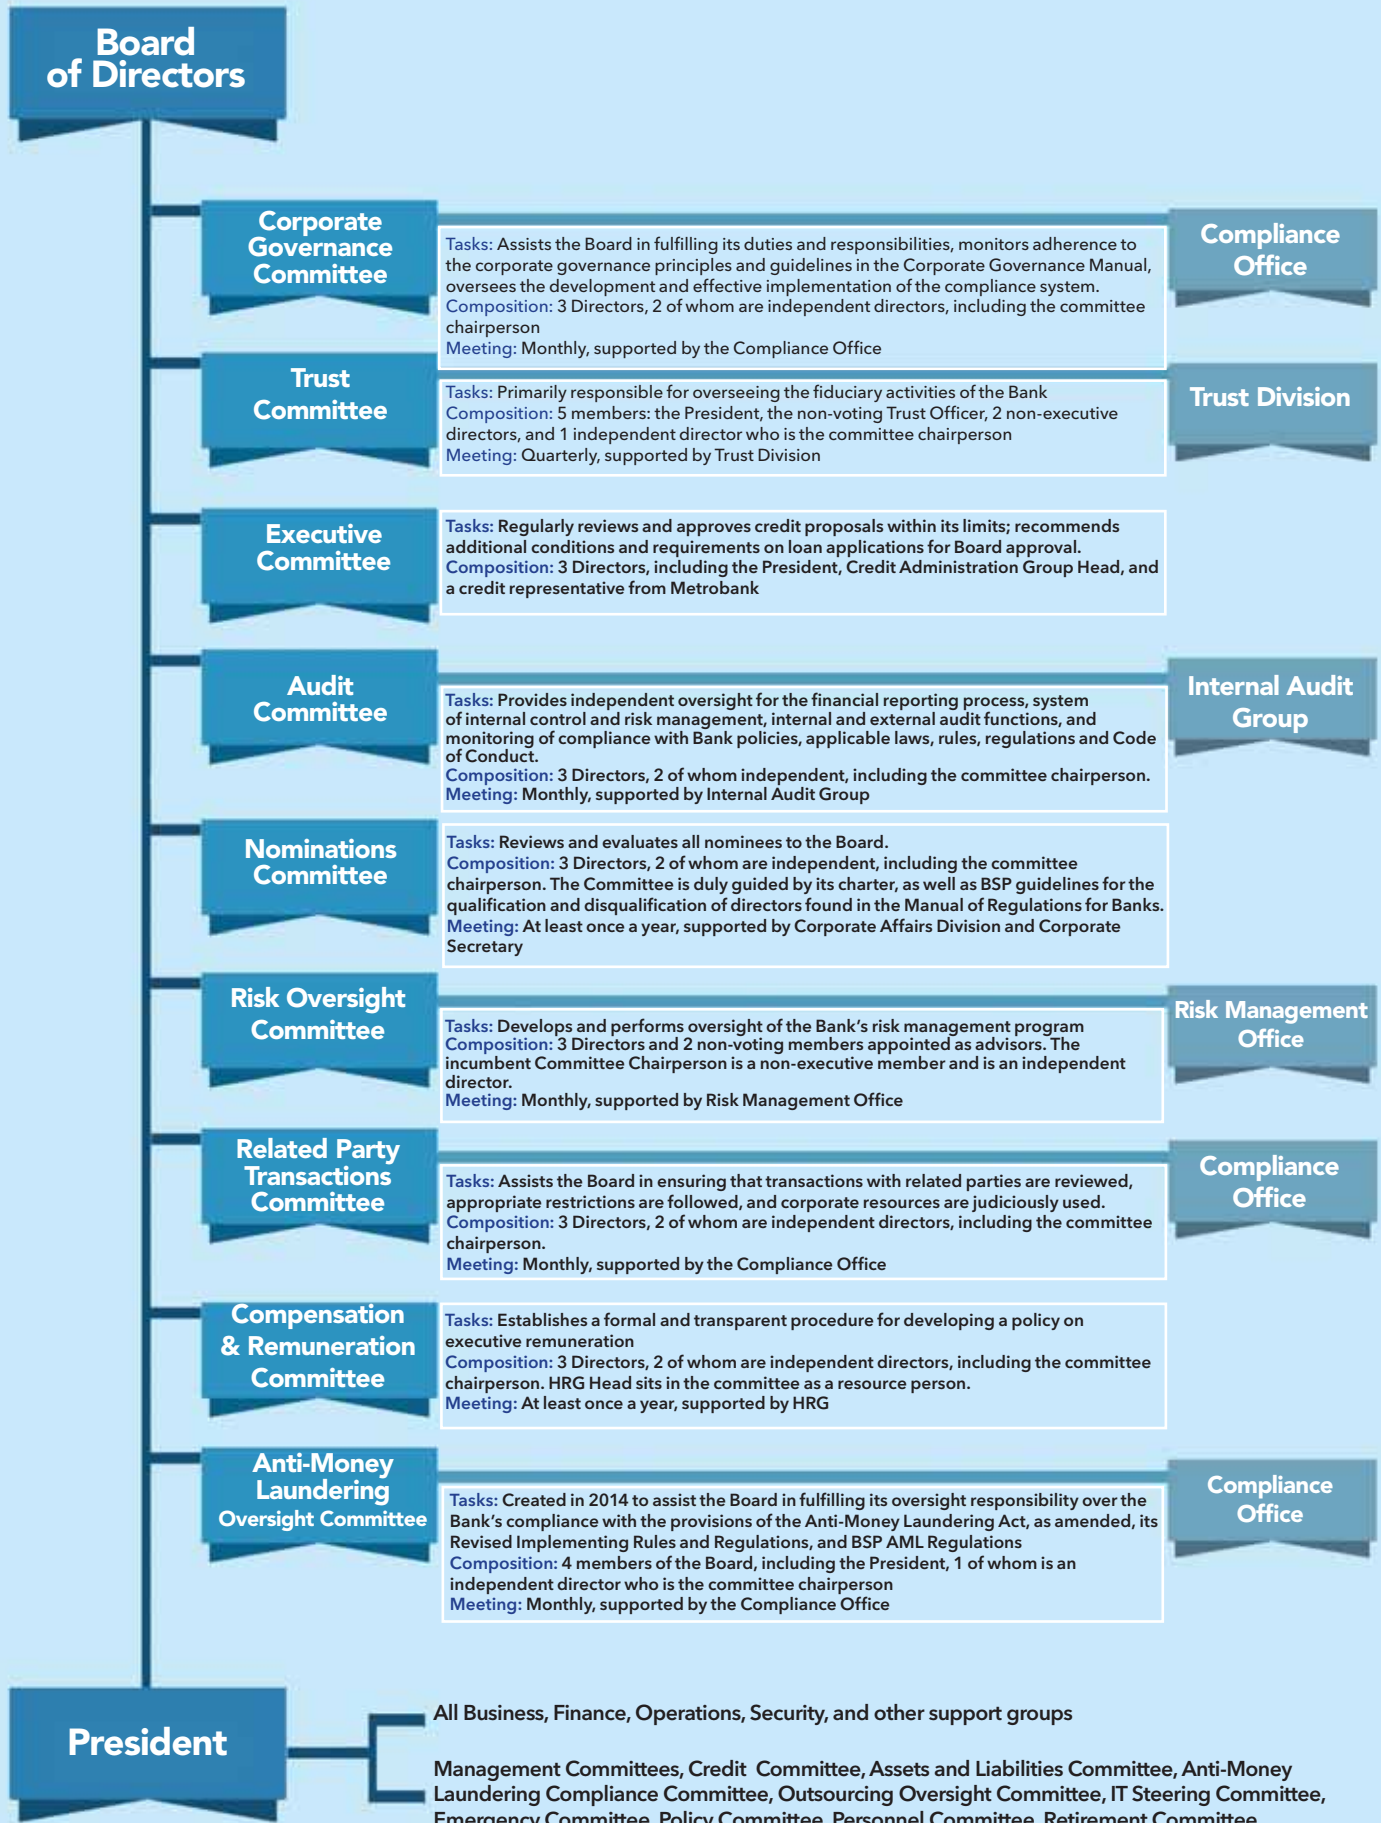 Board
of Directors
Corporate
Governance
Committee
Tasks: Assists the Board in fulfilling its duties and responsibilities, monitors adherence to
the corporate governance principles and guidelines in the Corporate Governance Manual,
oversees the development and effective implementation of the compliance system.
Composition: 3 Directors, 2 of whom are independent directors, including the committee
chairperson
Meeting: Monthly, supported by the Compliance Office
Compliance
Office
Trust
Committee
Tasks: Primarily responsible for overseeing the fiduciary activities of the Bank
Composition: 5 members: the President, the non-voting Trust Officer, 2 non-executive
directors, and 1 independent director who is the committee chairperson
Meeting: Quarterly, supported by Trust Division
Trust Division
Executive
Committee
Tasks: Regularly reviews and approves credit proposals within its limits; recommends
additional conditions and requirements on loan applications for Board approval.
Composition: 3 Directors, including the President, Credit Administration Group Head, and
a credit representative from Metrobank
Audit
Committee
Tasks: Provides independent oversight for the financial reporting process, system
of internal control and risk management, internal and external audit functions, and
monitoring of compliance with Bank policies, applicable laws, rules, regulations and Code
of Conduct.
Composition: 3 Directors, 2 of whom independent, including the committee chairperson.
Meeting: Monthly, supported by Internal Audit Group
Internal Audit
Group
Nominations
Committee
Tasks: Reviews and evaluates all nominees to the Board.
Composition: 3 Directors, 2 of whom are independent, including the committee
chairperson. The Committee is duly guided by its charter, as well as BSP guidelines for the
qualification and disqualification of directors found in the Manual of Regulations for Banks.
Meeting: At least once a year, supported by Corporate Affairs Division and Corporate
Secretary
Risk Oversight
Committee
Tasks: Develops and performs oversight of the Bank's risk management program
Composition: 3 Directors and 2 non-voting members appointed as advisors. The
incumbent Committee Chairperson is a non-executive member and is an independent
director.
Meeting: Monthly, supported by Risk Management Office
Risk Management
Office
Related Party
Transactions
Committee
Tasks: Assists the Board in ensuring that transactions with related parties are reviewed,
appropriate restrictions are followed, and corporate resources are judiciously used.
Composition: 3 Directors, 2 of whom are independent directors, including the committee
chairperson.
Meeting: Monthly, supported by the Compliance Office
Compliance
Office
Compensation
& Remuneration
Committee
Tasks: Establishes a formal and transparent procedure for developing a policy on
executive remuneration
Composition: 3 Directors, 2 of whom are independent directors, including the committee
chairperson. HRG Head sits in the committee as a resource person.
Meeting: At least once a year, supported by HRG
Anti-Money
Laundering
Oversight Committee
Tasks: Created in 2014 to assist the Board in fulfilling its oversight responsibility over the
Bank's compliance with the provisions of the Anti-Money Laundering Act, as amended, its
Revised Implementing Rules and Regulations, and BSP AML Regulations
Composition: 4 members of the Board, including the President, 1 of whom is an
independent director who is the committee chairperson
Meeting: Monthly, supported by the Compliance Office
Compliance
Office
President
All Business, Finance, Operations, Security, and other support groups
Management Committees, Credit Committee, Assets and Liabilities Committee, Anti-Money
Laundering Compliance Committee, Outsourcing Oversight Committee, IT Steering Committee,
Emergency Committee, Policy Committee, Personnel Committee, Retirement Committee